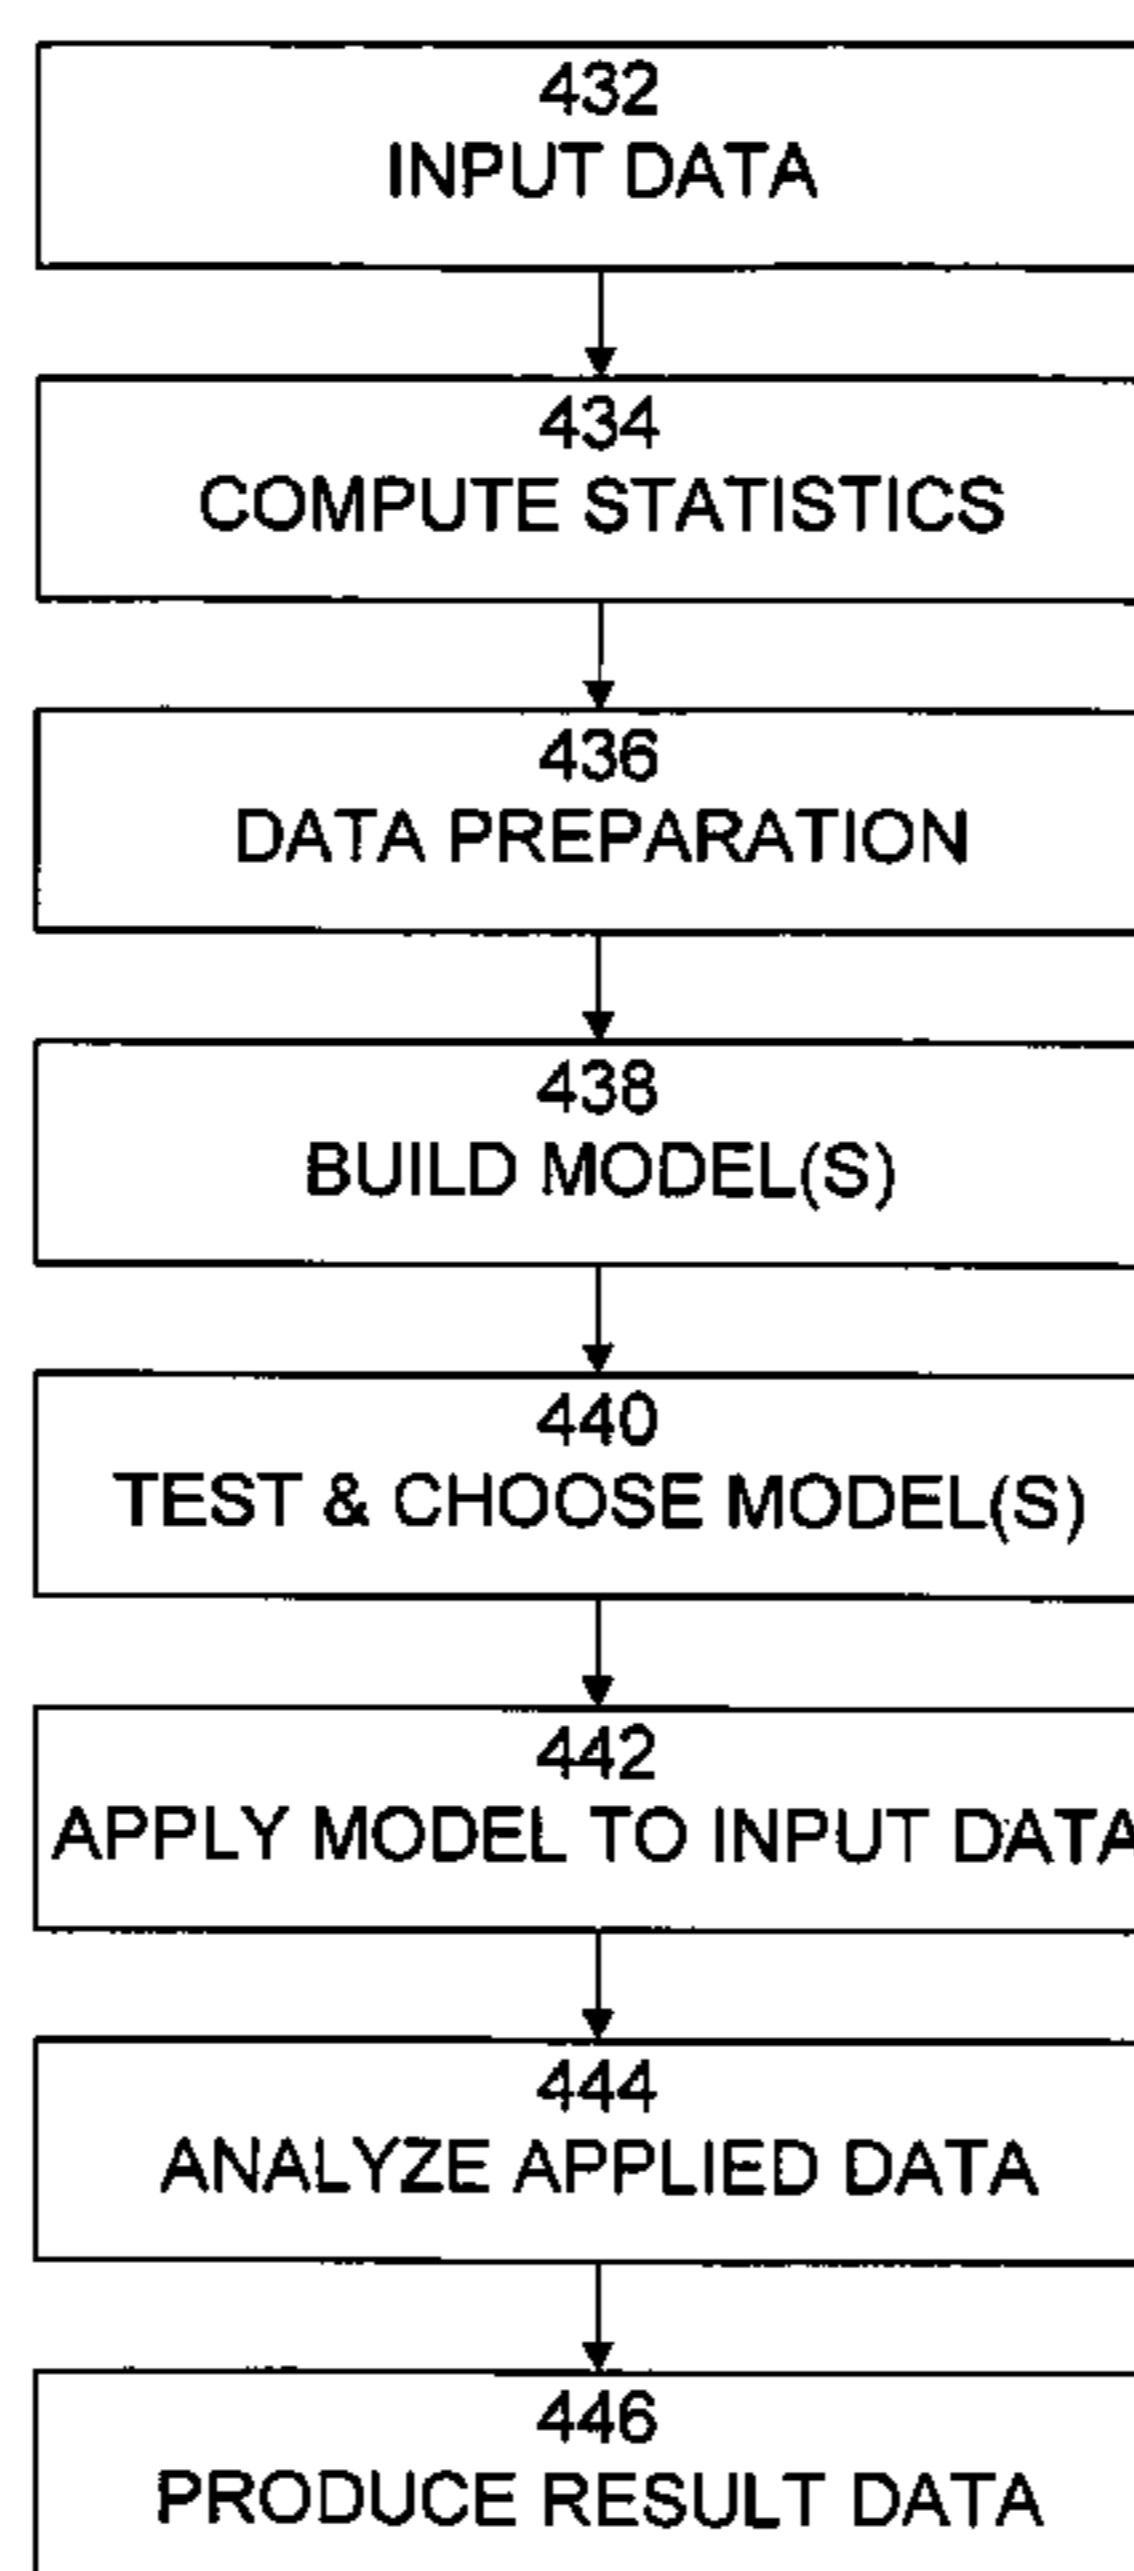 432
INPUT DATA
434
COMPUTE STATISTICS
436
DATA PREPARATION
438
BUILD MODEL(S)
440
TEST & CHOOSE MODEL(S)
442
APPLY MODEL TO INPUT DATA
444
ANALYZE APPLIED DATA
446
PRODUCE RESULT DATA